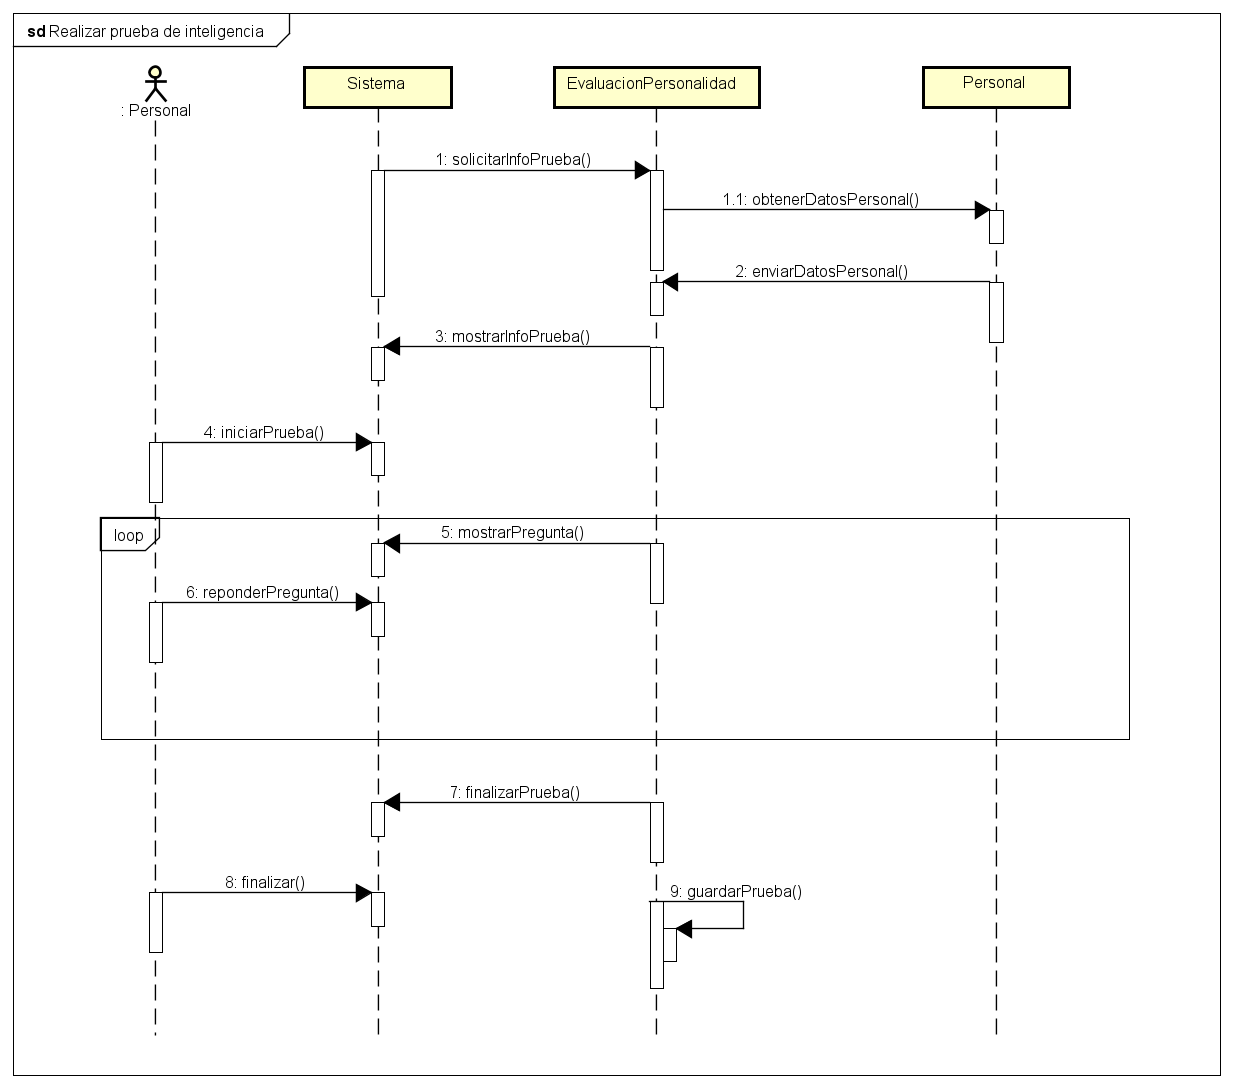 sd Realizar prueba de inteligencia
: Personal
Sistema
EvaluacionPersonalidad
Personal
1: solicitarInfoPrueba()
1.1: obtenerDatosPersonal()
2: enviarDatosPersonal()
3: mostrarInfoPrueba()
4: iniciarPrueba()
loop
5: mostrarPregunta()
6: reponderPregunta()
7: finalizarPrueba()
8: finalizar()
9: guardarPrueba()